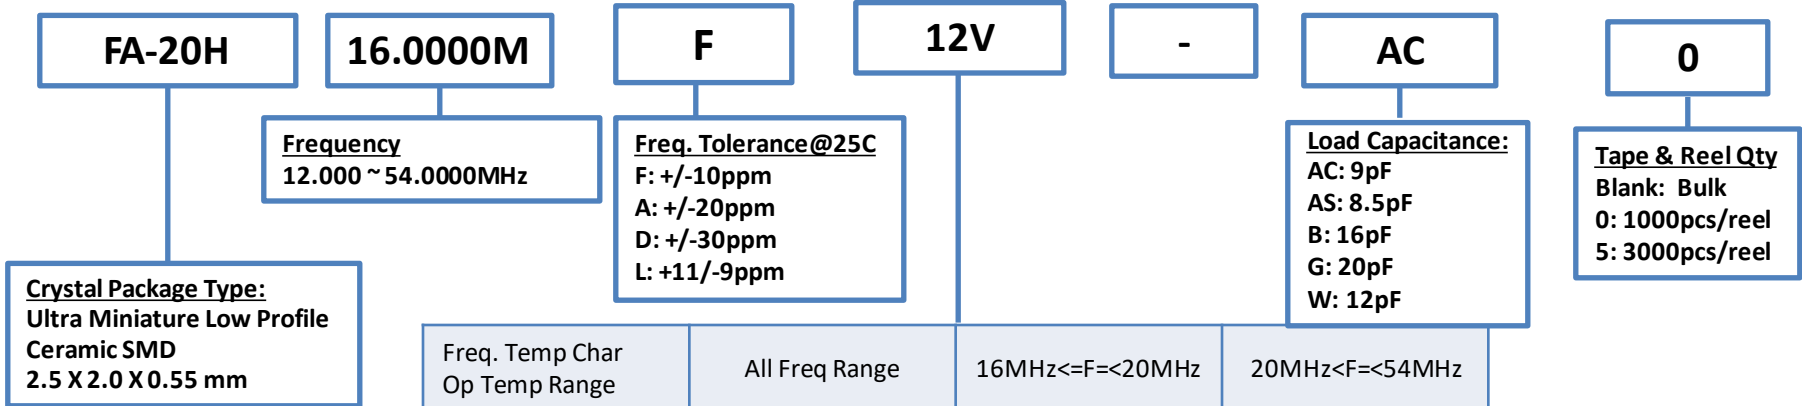 FA-20H
16.0000M
F
12V
-
AC
0
Frequency
12.000 ~ 54.0000MHz
Freq. Tolerance@25C
F: +/-10ppm
A: +/-20ppm
D: +/-30ppm
L: +11/-9ppm
Load Capacitance:
AC: 9pF
AS: 8.5pF
B: 16pF
G: 20pF
W: 12pF
Tape & Reel Qty
Blank: Bulk
0: 1000pcs/reel
5: 3000pcs/reel
Crystal Package Type:
Ultra Miniature Low Profile
Ceramic SMD
2.5 X 2.0 X 0.55 mm
Freq. Temp Char
Op Temp Range
All Freq Range
16MHz<=F=<20MHz
20MHz<F=<54MHz